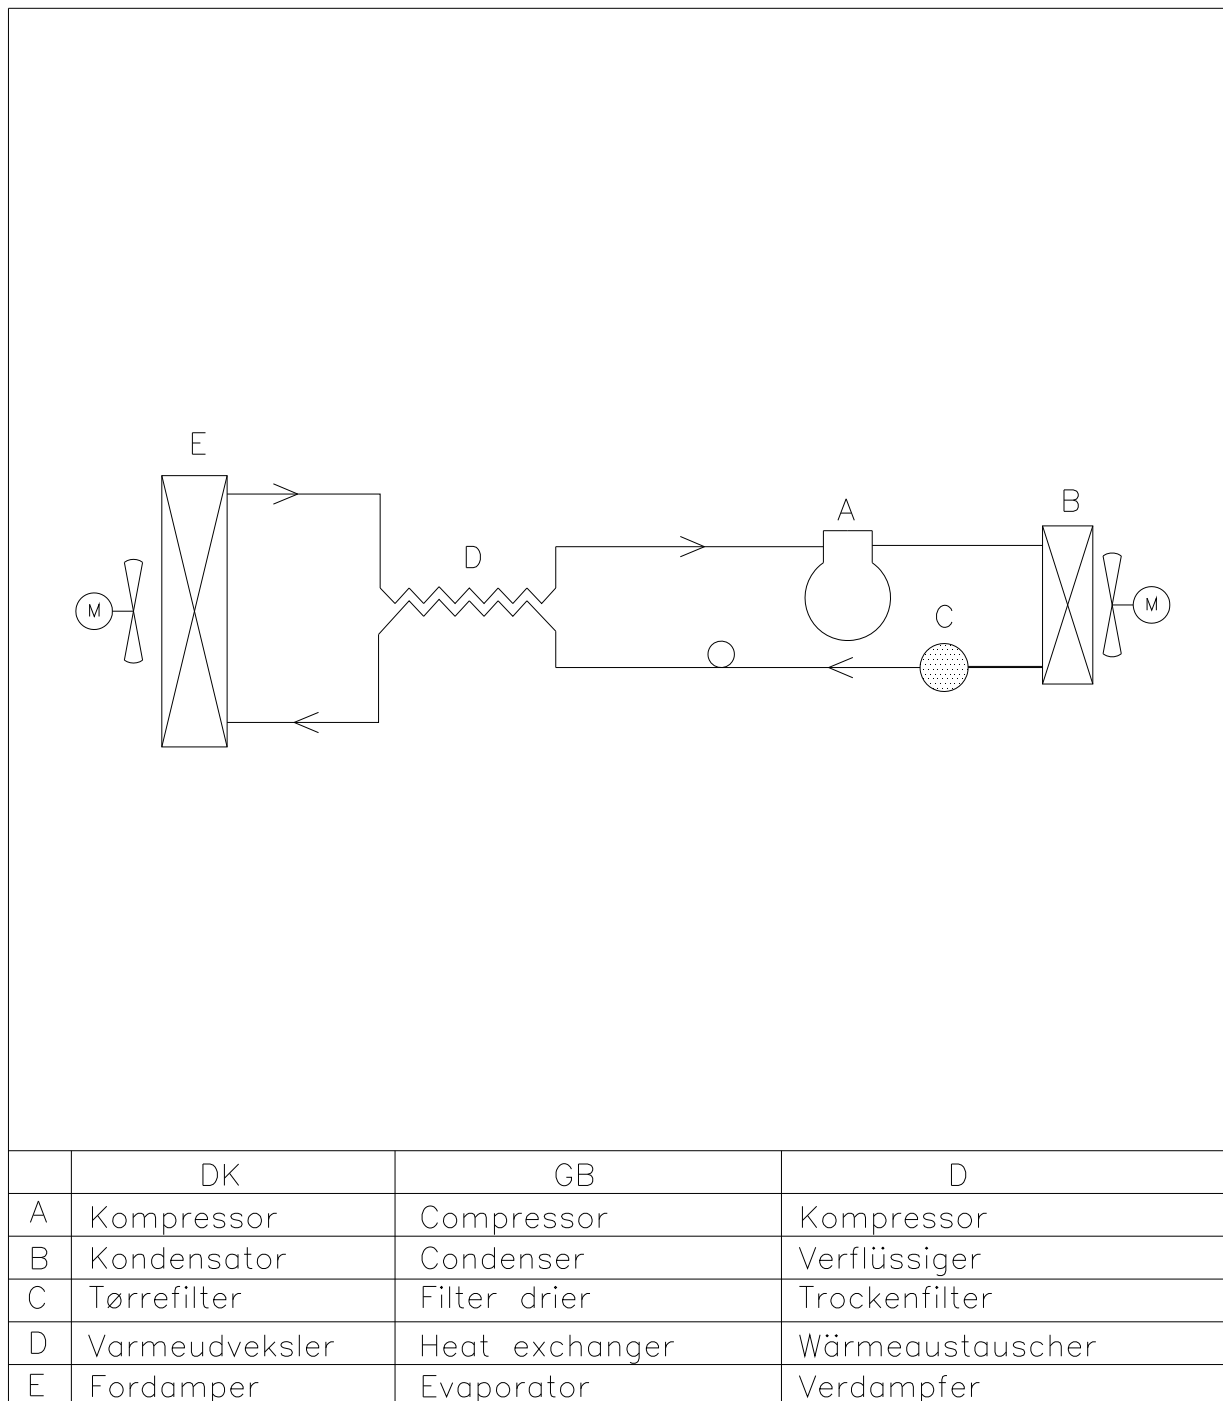 E
A
B
D
C
M
M
DK GB D
A Kompressor Compressor Kompressor
B Kondensator Condenser Verflüssiger
C Tørrefilter Filter drier Trockenfilter
D Varmeudveksler Heat exchanger Wärmeaustauscher
E Fordamper Evaporator Verdampfer